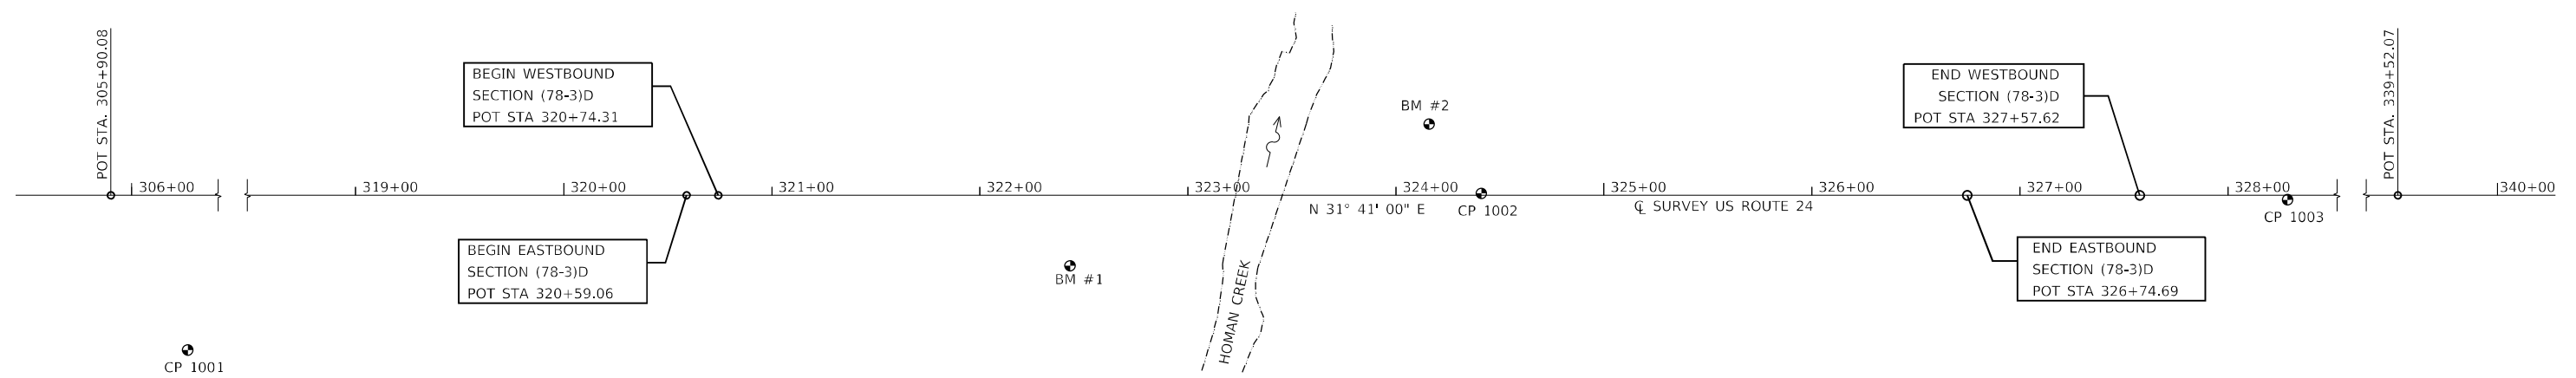 POT STA. 305+90.08
BEGIN WESTBOUND
SECTION (78-3)D
POT STA 320+74.31
BM #2
END WESTBOUND
SECTION (78-3)D
POT STA 327+57.62
POT STA. 339+52.07
306+00
319+00
320+00
321+00
322+00
323+00
324+00
325+00
326+00
327+00
328+00
340+00
N 31° 41' 00" E
CP 1002
℄ SURVEY US ROUTE 24
CP 1003
BEGIN EASTBOUND
SECTION (78-3)D
POT STA 320+59.06
BM #1
HOMAN CREEK
END EASTBOUND
SECTION (78-3)D
POT STA 326+74.69
CP 1001